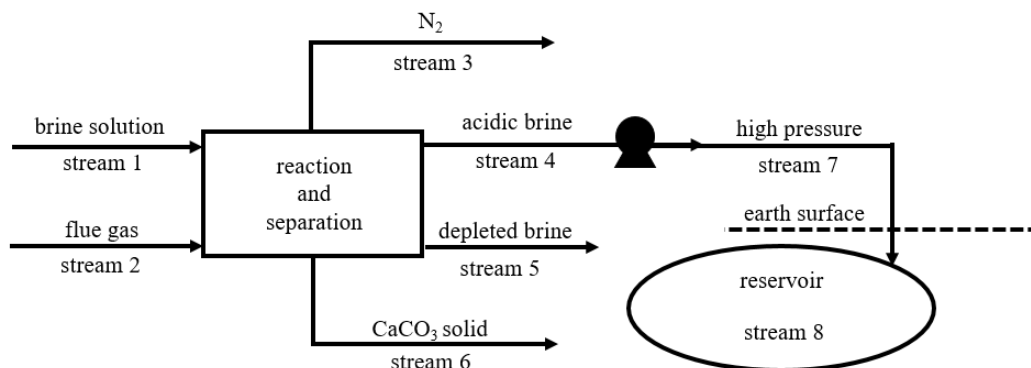 N₂
stream 3
brine solution
stream 1
acidic brine
stream 4
high pressure
stream 7
reaction
and
separation
earth surface
flue gas
stream 2
depleted brine
stream 5
reservoir
CaCO₃ solid
stream 6
stream 8